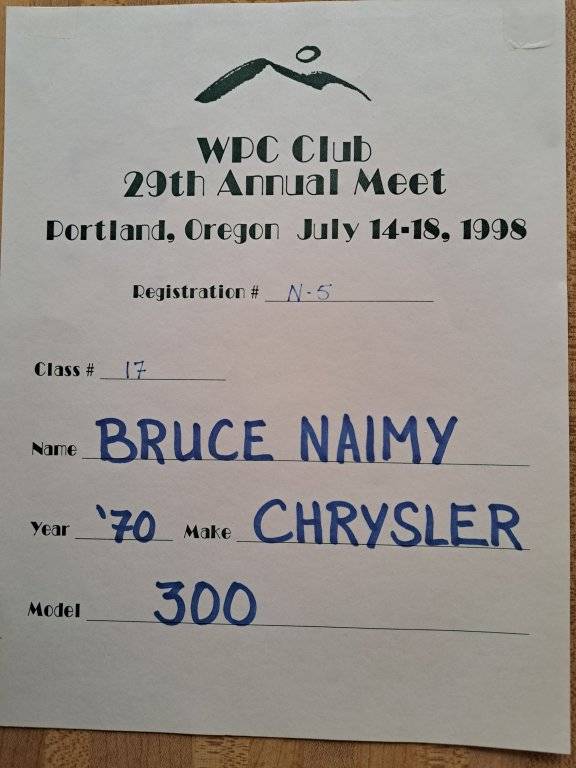 WPC Club
29th Annual Meet
Portland, Oregon July 14-18, 1998
Registration # N-5
Class # 17
Name BRUCE NAIMY
Year '70 Make CHRYSLER
Model 300